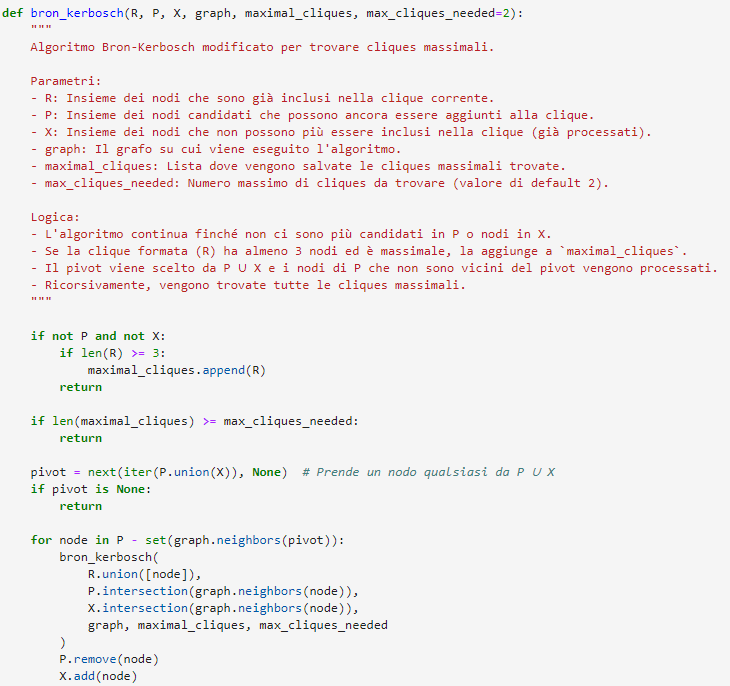 def bron_kerbosch(R, P, X, graph, maximal_cliques, max_cliques_needed=2):
    """
    Algoritmo Bron-Kerbosch modificato per trovare cliques massimali.

    Parametri:
    - R: Insieme dei nodi che sono già inclusi nella clique corrente.
    - P: Insieme dei nodi candidati che possono ancora essere aggiunti alla clique.
    - X: Insieme dei nodi che non possono più essere inclusi nella clique (già processati).
    - graph: Il grafo su cui viene eseguito l'algoritmo.
    - maximal_cliques: Lista dove vengono salvate le cliques massimali trovate.
    - max_cliques_needed: Numero massimo di cliques da trovare (valore di default 2).

    Logica:
    - L'algoritmo continua finché non ci sono più candidati in P o nodi in X.
    - Se la clique formata (R) ha almeno 3 nodi ed è massimale, la aggiunge a `maximal_cliques`.
    - Il pivot viene scelto da P ∪ X e i nodi di P che non sono vicini del pivot vengono processati.
    - Ricorsivamente, vengono trovate tutte le cliques massimali.
    """

    if not P and not X:
        if len(R) >= 3:
            maximal_cliques.append(R)
        return

    if len(maximal_cliques) >= max_cliques_needed:
        return

    pivot = next(iter(P.union(X)), None)  # Prende un nodo qualsiasi da P ∪ X
    if pivot is None:
        return

    for node in P - set(graph.neighbors(pivot)):
        bron_kerbosch(
            R.union([node]),
            P.intersection(graph.neighbors(node)),
            X.intersection(graph.neighbors(node)),
            graph, maximal_cliques, max_cliques_needed
        )
        P.remove(node)
        X.add(node)